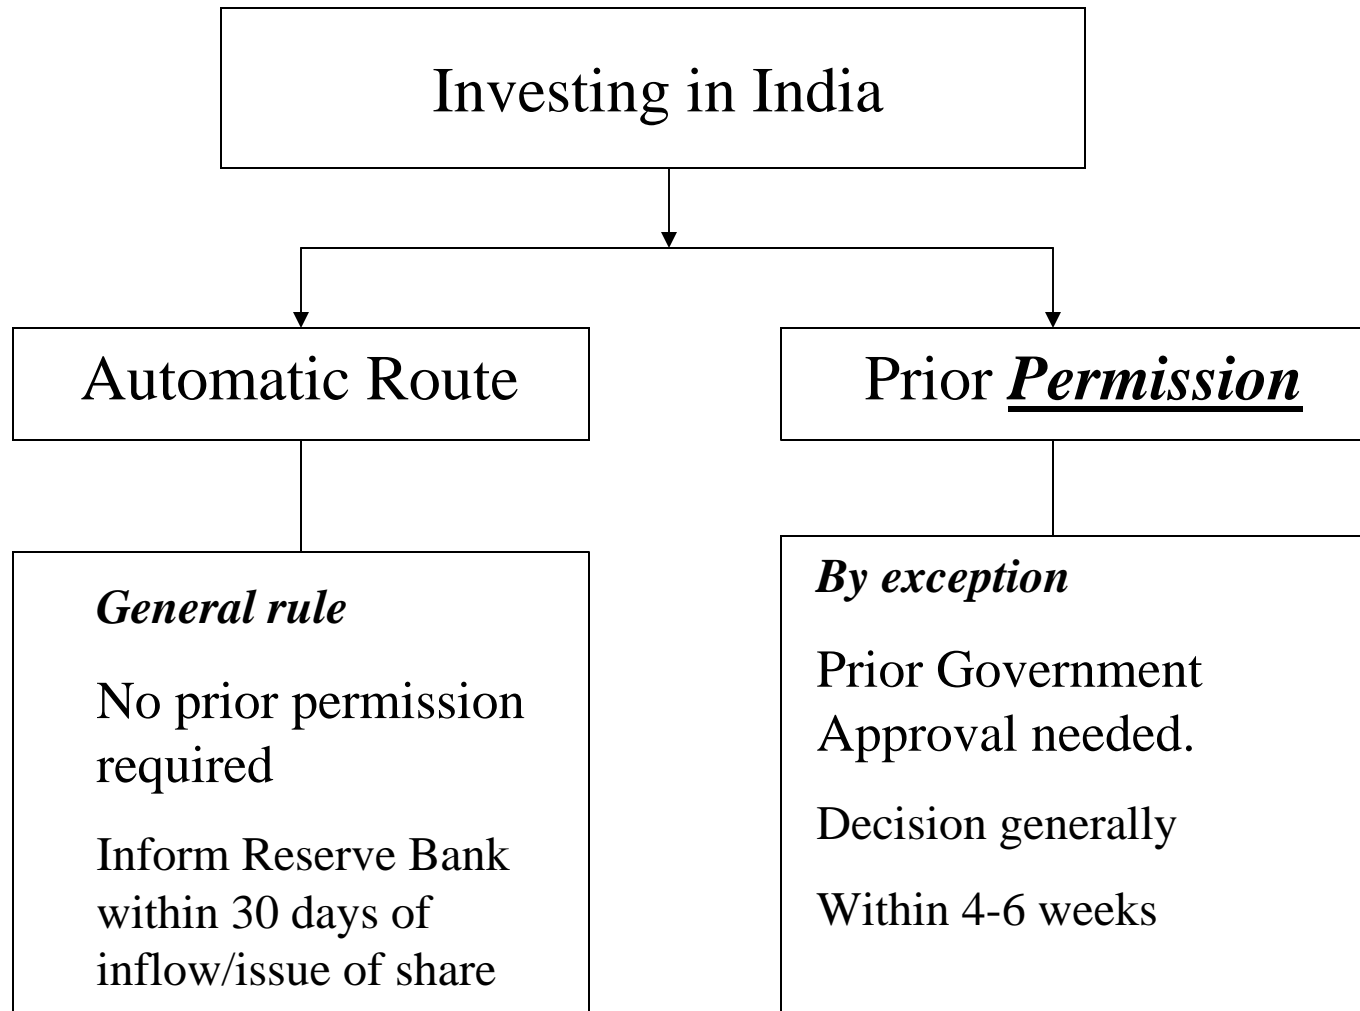 Investing in India
Automatic Route
Prior Permission
General rule
No prior permission
required
Inform Reserve Bank
within 30 days of
inflow/issue of share
By exception
Prior Government
Approval needed.
Decision generally
Within 4-6 weeks